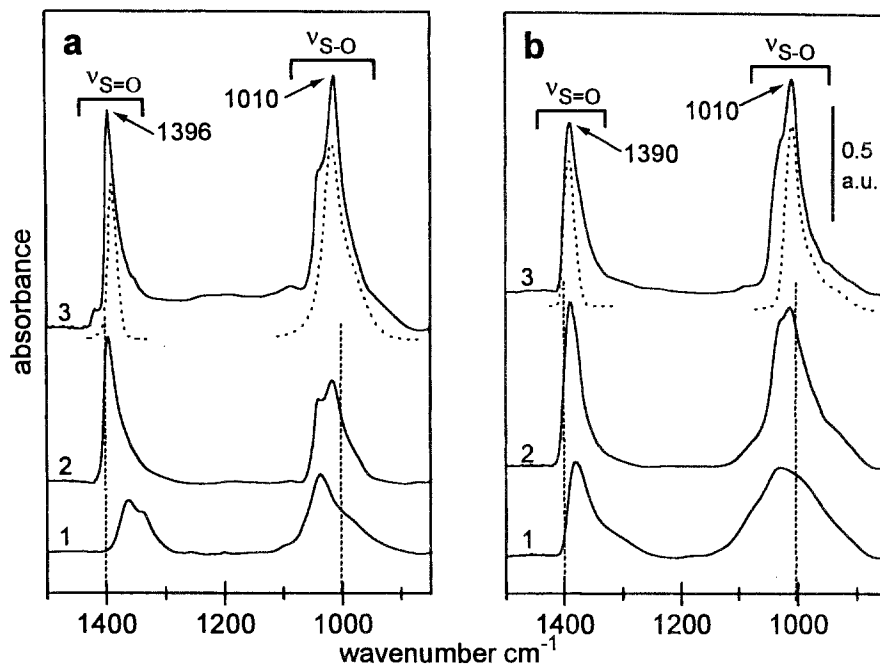 a
νS=O
1396
νS-O
1010
3
2
1
b
νS=O
1390
νS-O
1010
0.5
a.u.
3
2
1
absorbance
1400 1200 1000
1400 1200 1000
wavenumber cm-1